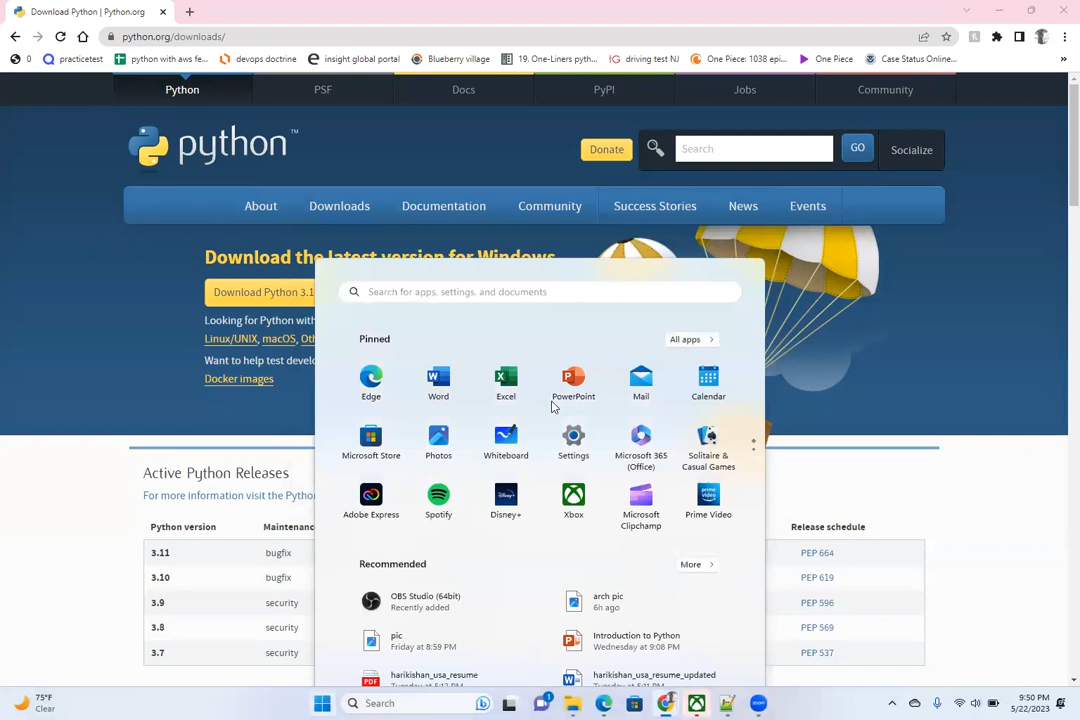 Download Python | Python.org
python.org/downloads/
0
practicetest
python with aws fe...
devops doctrine
insight global portal
Blueberry village
19. One-Liners pyth...
driving test NJ
One Piece: 1038 epi...
One Piece
Case Status Online...
Python
PSF
Docs
PyPI
Jobs
Community
python™
Donate
Search
GO
Socialize
About
Downloads
Documentation
Community
Success Stories
News
Events
Download the latest version for Windows
Download Python 3.1
Looking for Python with
Linux/UNIX, macOS, Oth
Want to help test develo
Docker images
Active Python Releases
For more information visit the Pytho
Python version
Maintenanc
Release schedule
3.11
bugfix
PEP 664
3.10
bugfix
PEP 619
3.9
security
PEP 596
3.8
security
PEP 569
3.7
security
PEP 537
Search for apps, settings, and documents
Pinned
All apps
Edge
Word
Excel
PowerPoint
Mail
Calendar
Microsoft Store
Photos
Whiteboard
Settings
Microsoft 365
(Office)
Solitaire &
Casual Games
Adobe Express
Spotify
Disney+
Xbox
Microsoft
Clipchamp
Prime Video
Recommended
More
OBS Studio (64bit)
Recently added
arch pic
6h ago
pic
Friday at 8:59 PM
Introduction to Python
Wednesday at 9:08 PM
harikishan_usa_resume
harikishan_usa_resume_updated
75°F
Clear
Search
1
9:50 PM
5/22/2023